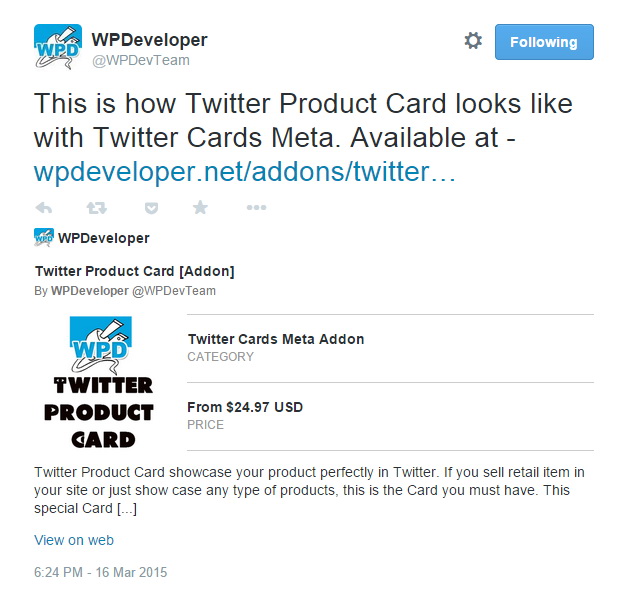 WPD
WPDeveloper
@WPDevTeam
Following
This is how Twitter Product Card looks like
with Twitter Cards Meta. Available at -
wpdeveloper.net/addons/twitter…
WPD
WPDeveloper
Twitter Product Card [Addon]
By WPDeveloper @WPDevTeam
WPD
TWITTER
PRODUCT
CARD
Twitter Cards Meta Addon
CATEGORY
From $24.97 USD
PRICE
Twitter Product Card showcase your product perfectly in Twitter. If you sell retail item in
your site or just show case any type of products, this is the Card you must have. This
special Card [...]
View on web
6:24 PM - 16 Mar 2015